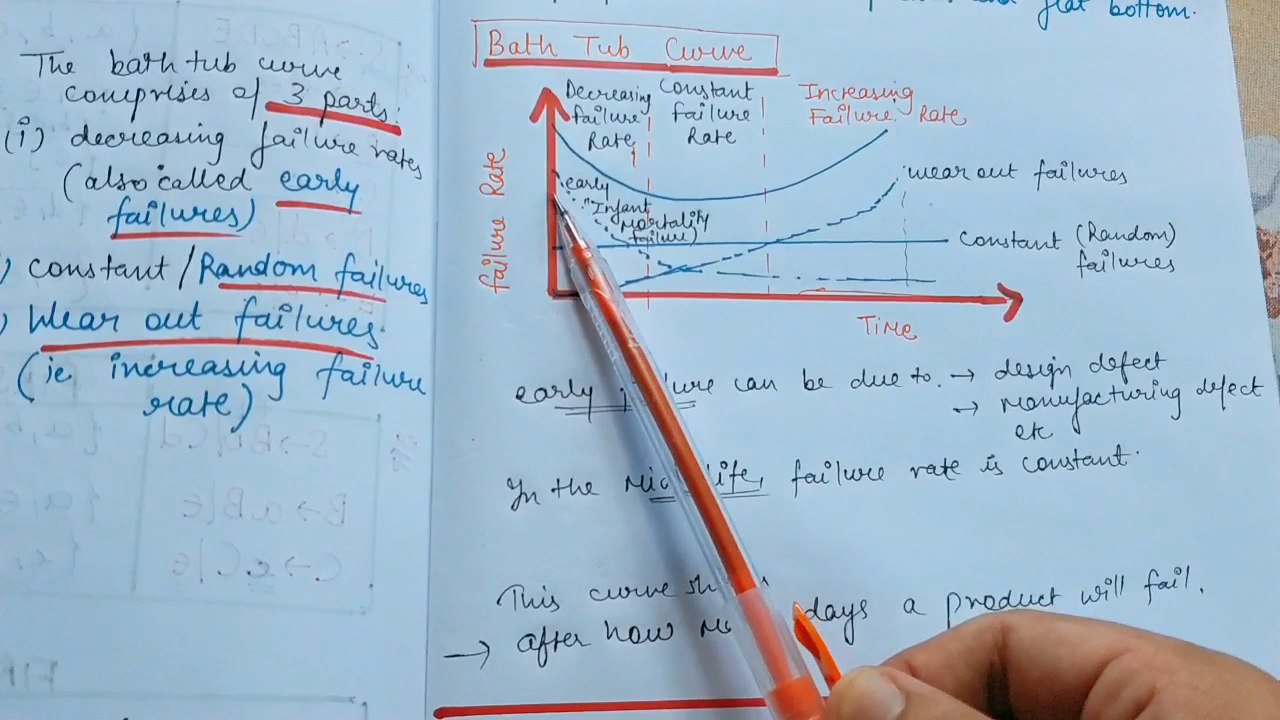 The bath tub curve
comprises of 3 parts:
(i) decreasing failure rates
(also called early
failures)
) constant/Random failures
) Wear out failures.
(ie increasing failure
rate)
flat bottom.
Bath Tub Curve
Decreasing
failure
Rate
Constant
failure
Rate
Increasing
Failure Rate
Failure Rate
early
"Infant
Mortality
failure)
wear out failures
Constant (Random)
failures
Time
early can be due to. → design defect
→ manufacturing defect
etc
In the failure rate is constant.
This curve
→ after how days a product will fail.
S→ABCDE
B→aB|ε
C→cC|ε